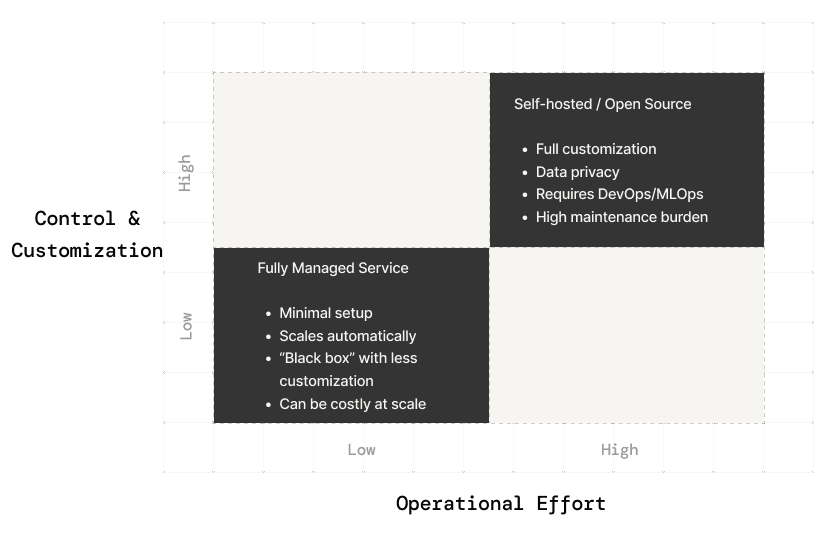 Self-hosted / Open Source
• Full customization
• Data privacy
• Requires DevOps/MLOps
• High maintenance burden
High
Control &
Customization
Fully Managed Service
• Minimal setup
• Scales automatically
• “Black box” with less
customization
• Can be costly at scale
Low
Low
High
Operational Effort